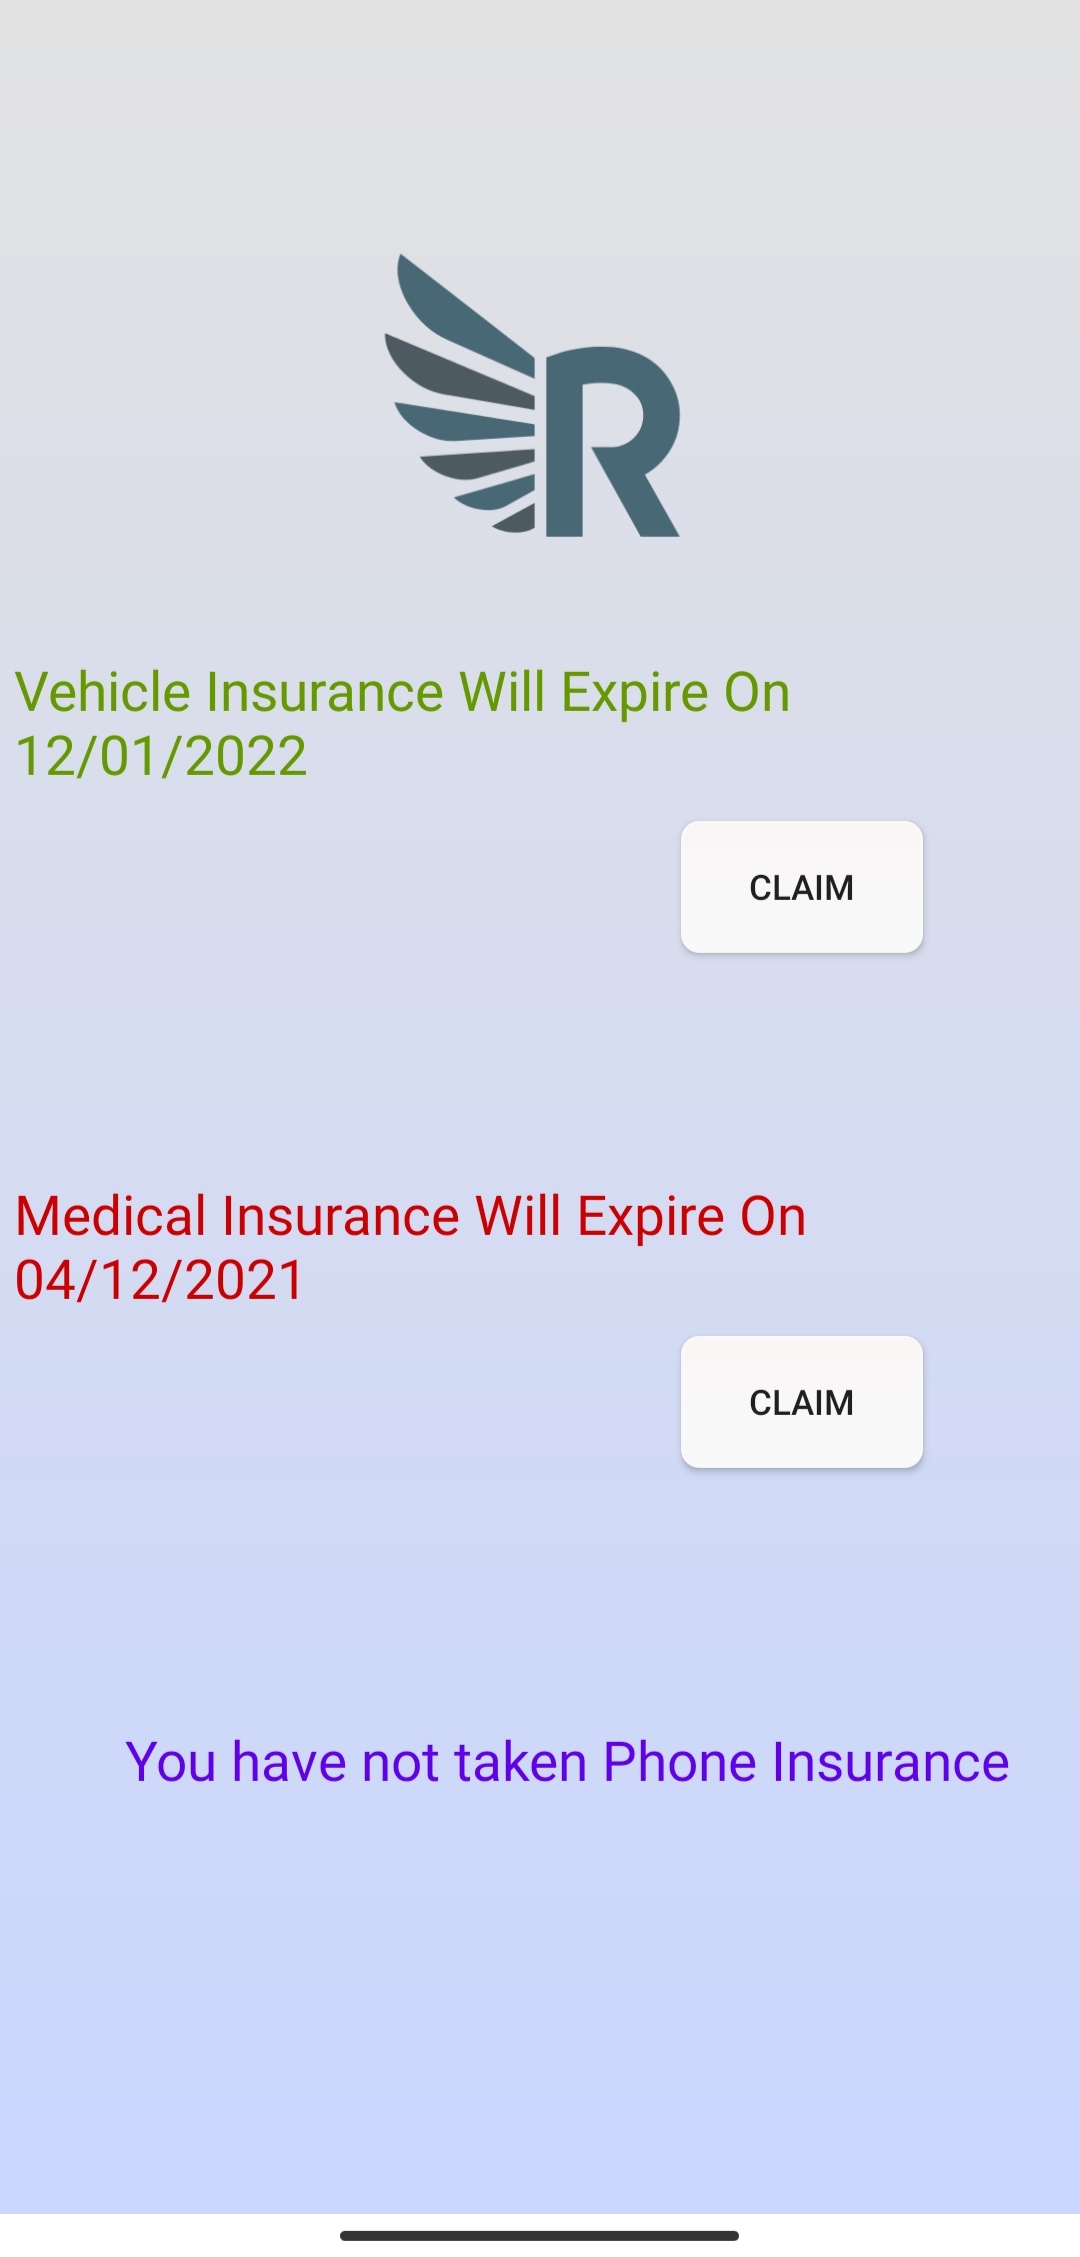 R
Vehicle Insurance Will Expire On
12/01/2022
CLAIM
Medical Insurance Will Expire On
04/12/2021
CLAIM
You have not taken Phone Insurance